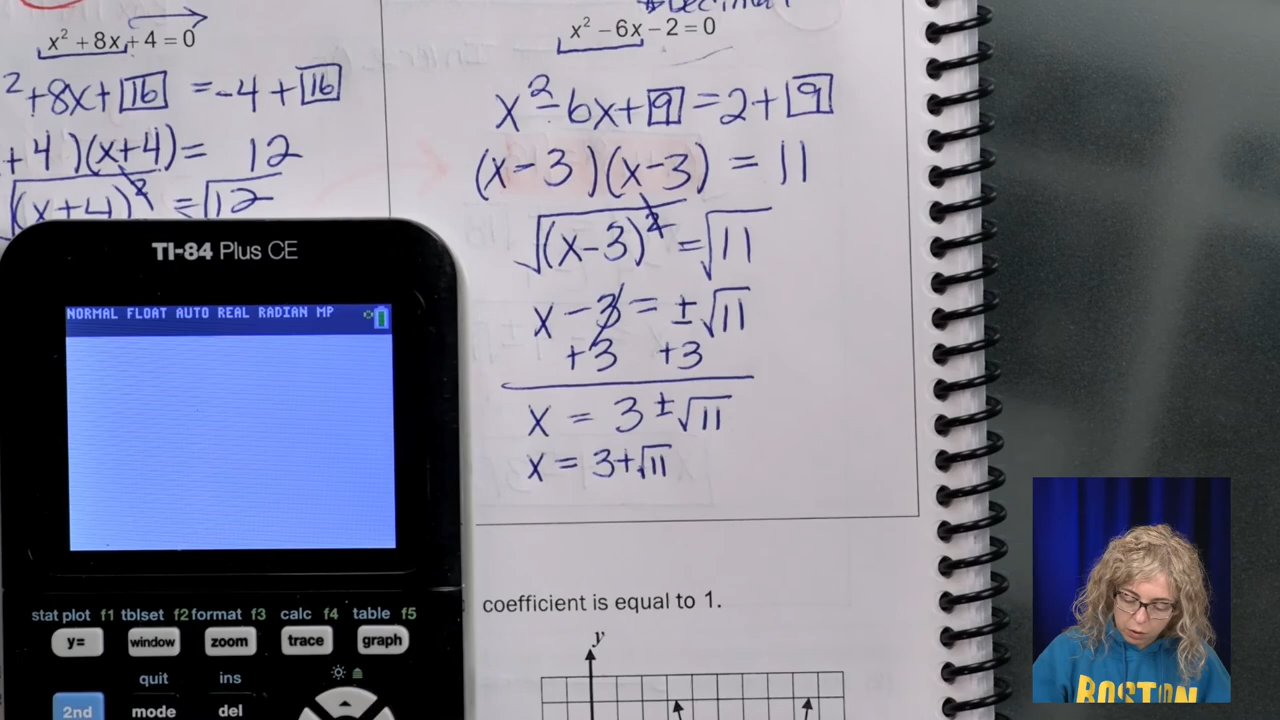 x² + 8x + 4 = 0
² + 8x + 16 = -4 + 16
+ 4)(x+4) = 12
√(x+4)² = √12
x² - 6x - 2 = 0
x² - 6x + 9 = 2 + 9
(x-3)(x-3) = 11
√(x-3)² = √11
x - 3 = ± √11
+3 +3
x = 3 ± √11
x = 3+√11
TI-84 Plus CE
NORMAL FLOAT AUTO REAL RADIAN MP
stat plot f1 tblset f2 format f3 calc f4 table f5
y= window zoom trace graph
quit ins
2nd mode del
coefficient is equal to 1.
y
BOSTON